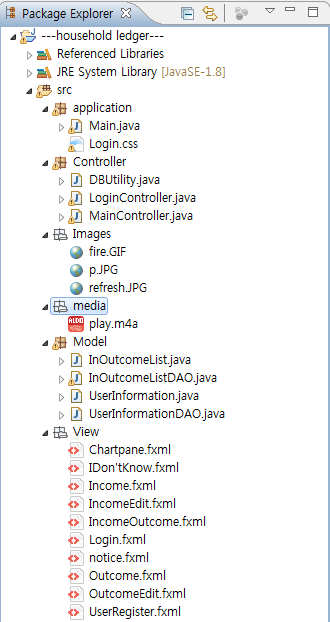 Package Explorer
---household ledger---
Referenced Libraries
JRE System Library [JavaSE-1.8]
src
application
Main.java
Login.css
Controller
DBUtility.java
LoginController.java
MainController.java
Images
fire.GIF
p.JPG
refresh.JPG
media
play.m4a
Model
InOutcomeList.java
InOutcomeListDAO.java
UserInformation.java
UserInformationDAO.java
View
Chartpane.fxml
IDon'tKnow.fxml
Income.fxml
IncomeEdit.fxml
IncomeOutcome.fxml
Login.fxml
notice.fxml
Outcome.fxml
OutcomeEdit.fxml
UserRegister.fxml